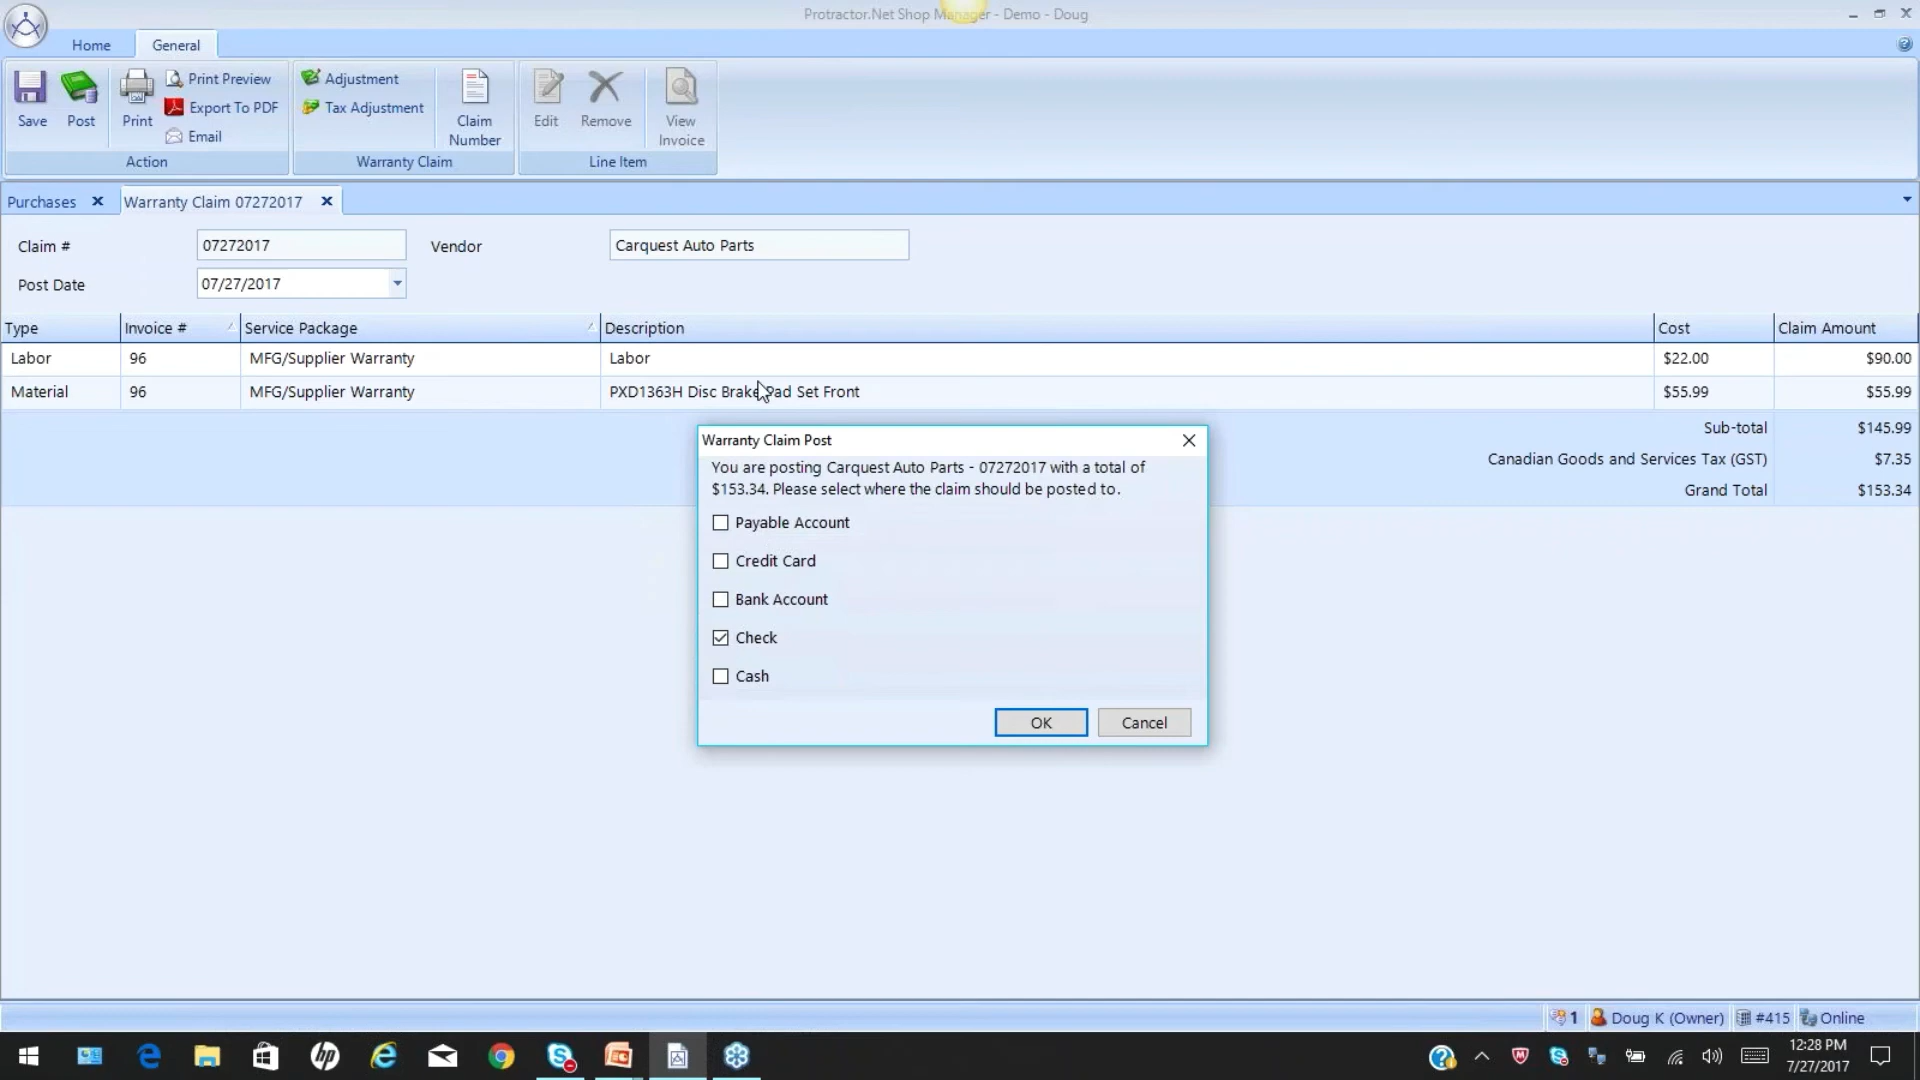 Protractor.Net Shop Manager - Demo - Doug
Home
General
Save
Post
Print
Print Preview
Export To PDF
Email
Action
Adjustment
Tax Adjustment
Claim
Number
Warranty Claim
Edit
Remove
View
Invoice
Line Item
Purchases
Warranty Claim 07272017
Claim #
07272017
Vendor
Carquest Auto Parts
Post Date
07/27/2017
Type
Invoice #
Service Package
Description
Cost
Claim Amount
Labor
96
MFG/Supplier Warranty
Labor
$22.00
$90.00
Material
96
MFG/Supplier Warranty
PXD1363H Disc Brake Pad Set Front
$55.99
$55.99
Sub-total
$145.99
Canadian Goods and Services Tax (GST)
$7.35
Grand Total
$153.34
Warranty Claim Post
You are posting Carquest Auto Parts - 07272017 with a total of
$153.34. Please select where the claim should be posted to.
Payable Account
Credit Card
Bank Account
Check
Cash
OK
Cancel
1
Doug K (Owner)
#415
Online
12:28 PM
7/27/2017